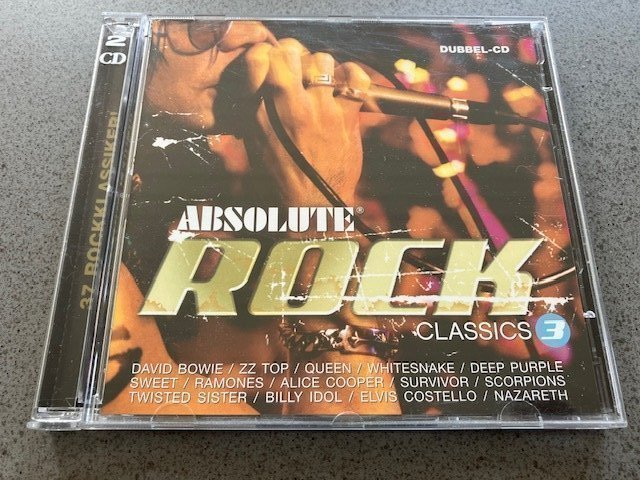 2
CD
37 ROCKKLASSIKER!
DUBBEL-CD
ABSOLUTE®
ROCK
CLASSICS 3
DAVID BOWIE / ZZ TOP / QUEEN / WHITESNAKE / DEEP PURPLE
SWEET / RAMONES / ALICE COOPER / SURVIVOR / SCORPIONS
TWISTED SISTER / BILLY IDOL / ELVIS COSTELLO / NAZARETH